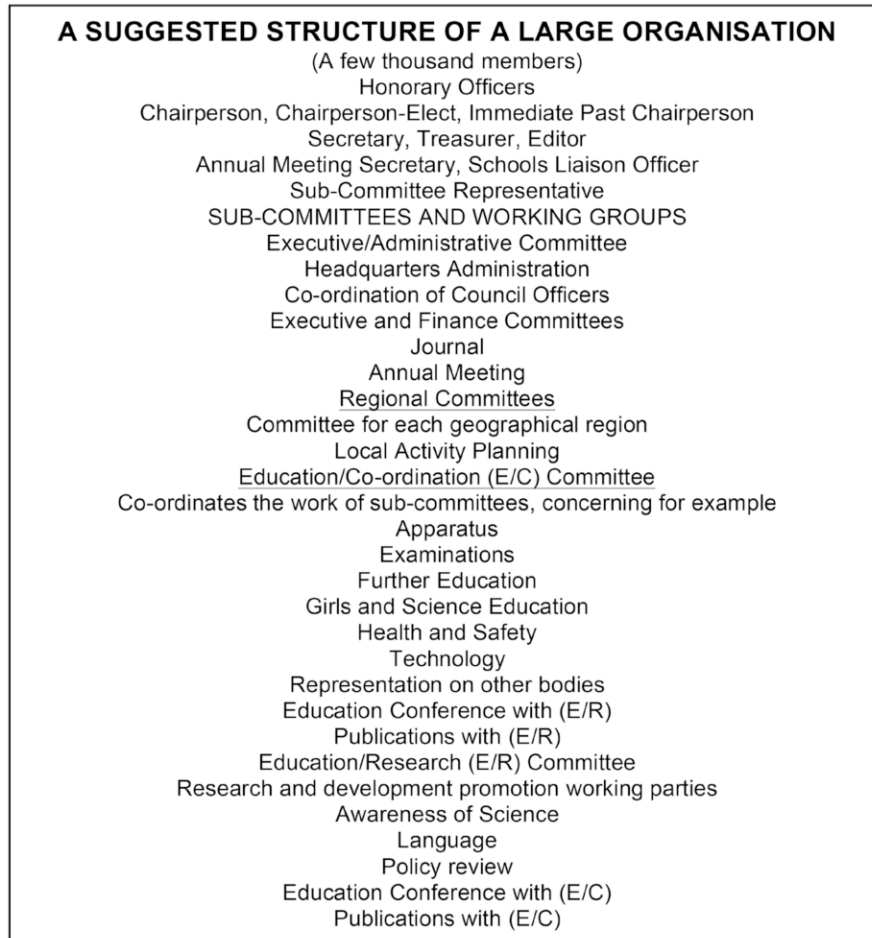 A SUGGESTED STRUCTURE OF A LARGE ORGANISATION
(A few thousand members)
Honorary Officers
Chairperson, Chairperson-Elect, Immediate Past Chairperson
Secretary, Treasurer, Editor
Annual Meeting Secretary, Schools Liaison Officer
Sub-Committee Representative
SUB-COMMITTEES AND WORKING GROUPS
Executive/Administrative Committee
Headquarters Administration
Co-ordination of Council Officers
Executive and Finance Committees
Journal
Annual Meeting
Regional Committees
Committee for each geographical region
Local Activity Planning
Education/Co-ordination (E/C) Committee
Co-ordinates the work of sub-committees, concerning for example
Apparatus
Examinations
Further Education
Girls and Science Education
Health and Safety
Technology
Representation on other bodies
Education Conference with (E/R)
Publications with (E/R)
Education/Research (E/R) Committee
Research and development promotion working parties
Awareness of Science
Language
Policy review
Education Conference with (E/C)
Publications with (E/C)